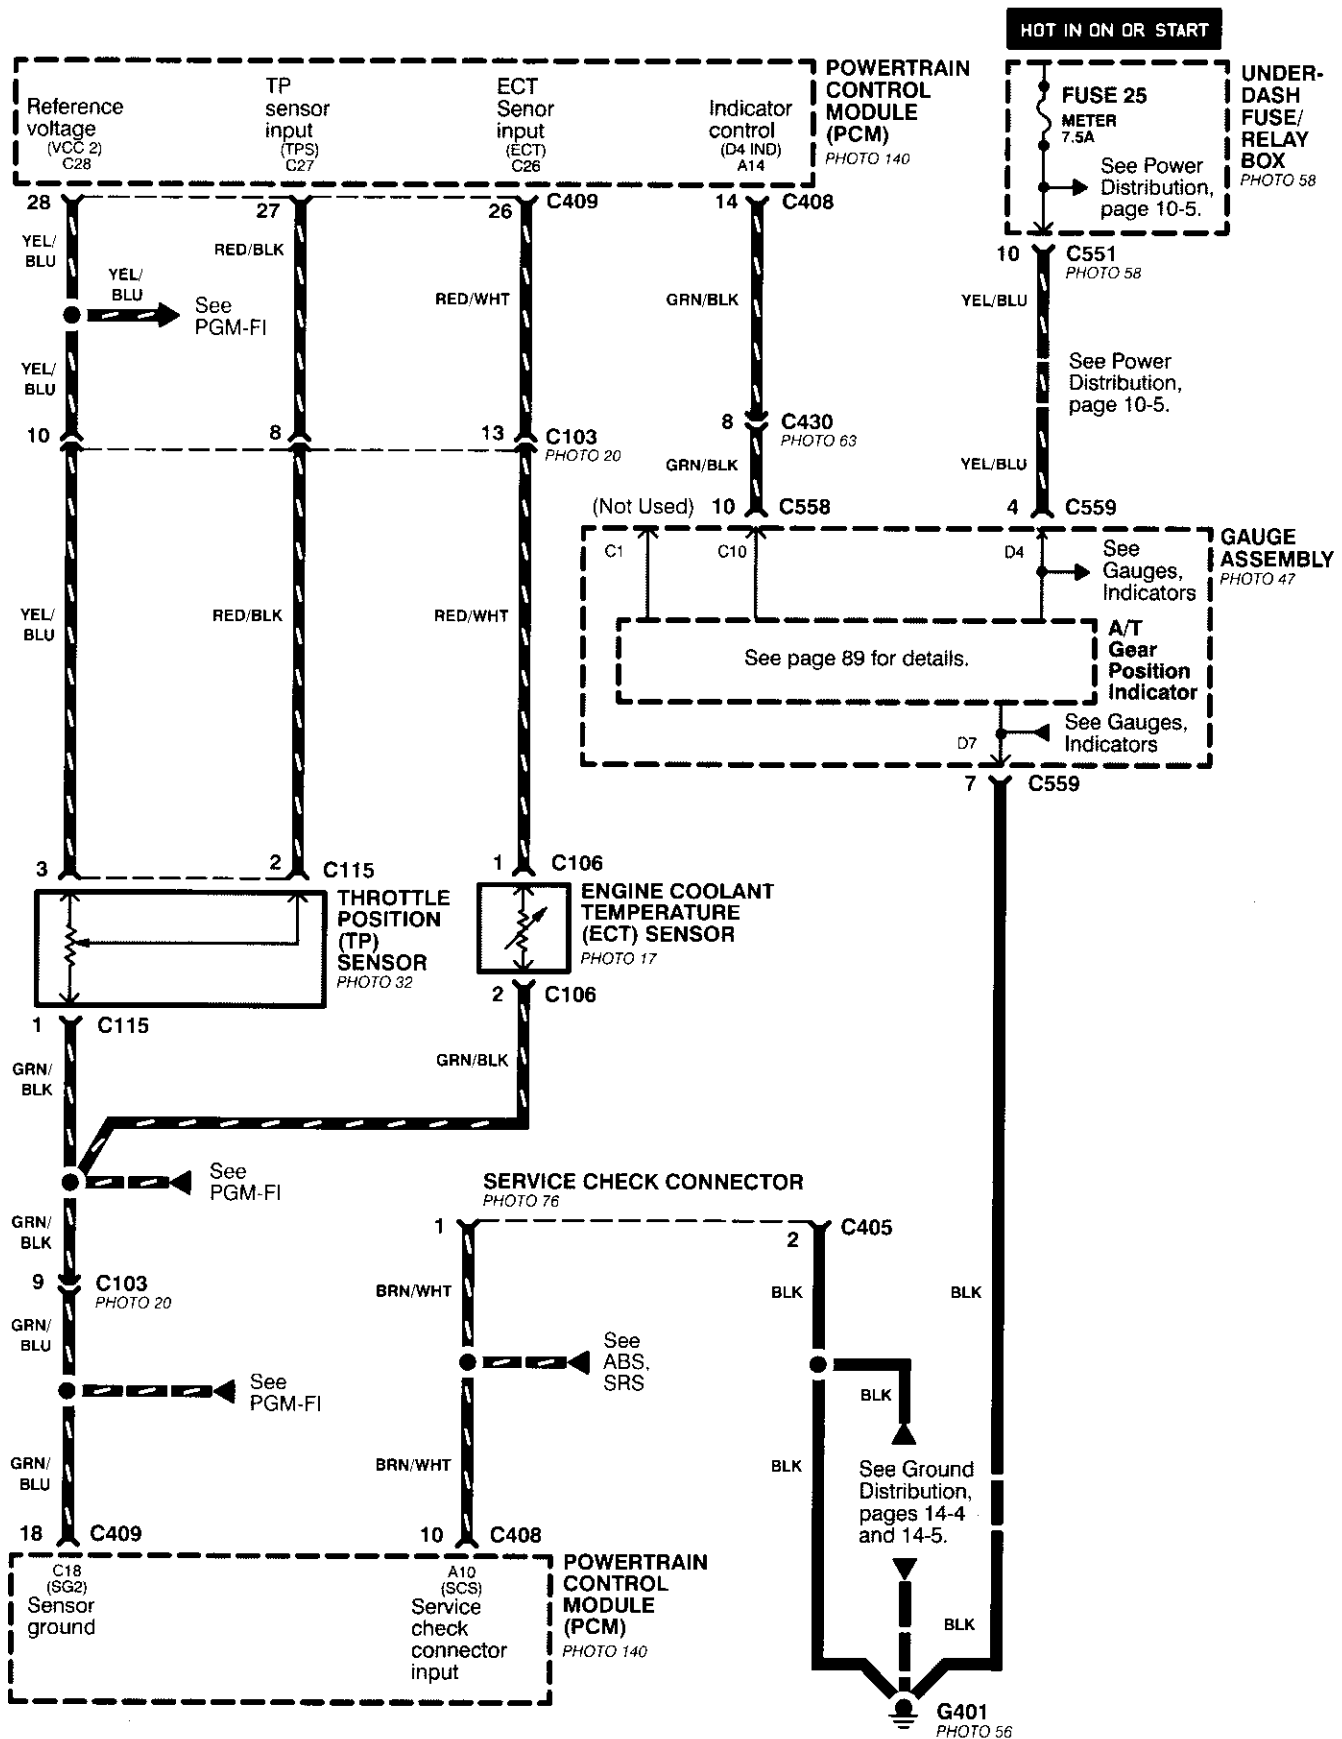 HOT IN ON OR START
POWERTRAIN
CONTROL
MODULE
(PCM)
PHOTO 140
Reference
voltage
(VCC 2)
C28
TP
sensor
input
(TPS)
C27
ECT
Senor
input
(ECT)
C26
Indicator
control
(D4 IND)
A14
FUSE 25
METER
7.5A
See Power
Distribution,
page 10-5.
UNDER-
DASH
FUSE/
RELAY
BOX
PHOTO 58
28
27
26
C409
14
C408
10
C551
PHOTO 58
YEL/
BLU
YEL/
BLU
See
PGM-FI
RED/BLK
RED/WHT
GRN/BLK
YEL/BLU
See Power
Distribution,
page 10-5.
YEL/
BLU
10
8
13
C103
PHOTO 20
8
C430
PHOTO 63
GRN/BLK
YEL/BLU
(Not Used)
10
C558
4
C559
C1
C10
D4
See
Gauges,
Indicators
GAUGE
ASSEMBLY
PHOTO 47
YEL/
BLU
RED/BLK
RED/WHT
See page 89 for details.
A/T
Gear
Position
Indicator
D7
See Gauges,
Indicators
7
C559
3
2
C115
1
C106
THROTTLE
POSITION
(TP)
SENSOR
PHOTO 32
ENGINE COOLANT
TEMPERATURE
(ECT) SENSOR
PHOTO 17
1
C115
2
C106
GRN/
BLK
GRN/BLK
See
PGM-FI
SERVICE CHECK CONNECTOR
PHOTO 76
GRN/
BLK
1
2
C405
9
C103
PHOTO 20
BRN/WHT
BLK
BLK
GRN/
BLU
See
ABS,
SRS
See
PGM-FI
BLK
GRN/
BLU
BRN/WHT
BLK
See Ground
Distribution,
pages 14-4
and 14-5.
18
C409
10
C408
C18
(SG2)
Sensor
ground
A10
(SCS)
Service
check
connector
input
POWERTRAIN
CONTROL
MODULE
(PCM)
PHOTO 140
BLK
G401
PHOTO 56